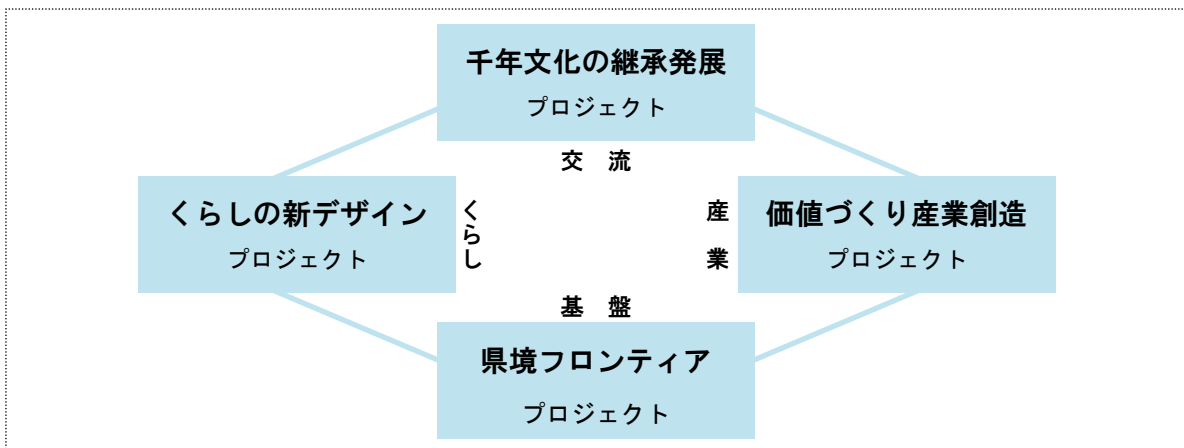 千年文化の継承発展
プロジェクト
交 流
くらしの新デザイン
プロジェクト
くらし
産 業
価値づくり産業創造
プロジェクト
基 盤
県境フロンティア
プロジェクト